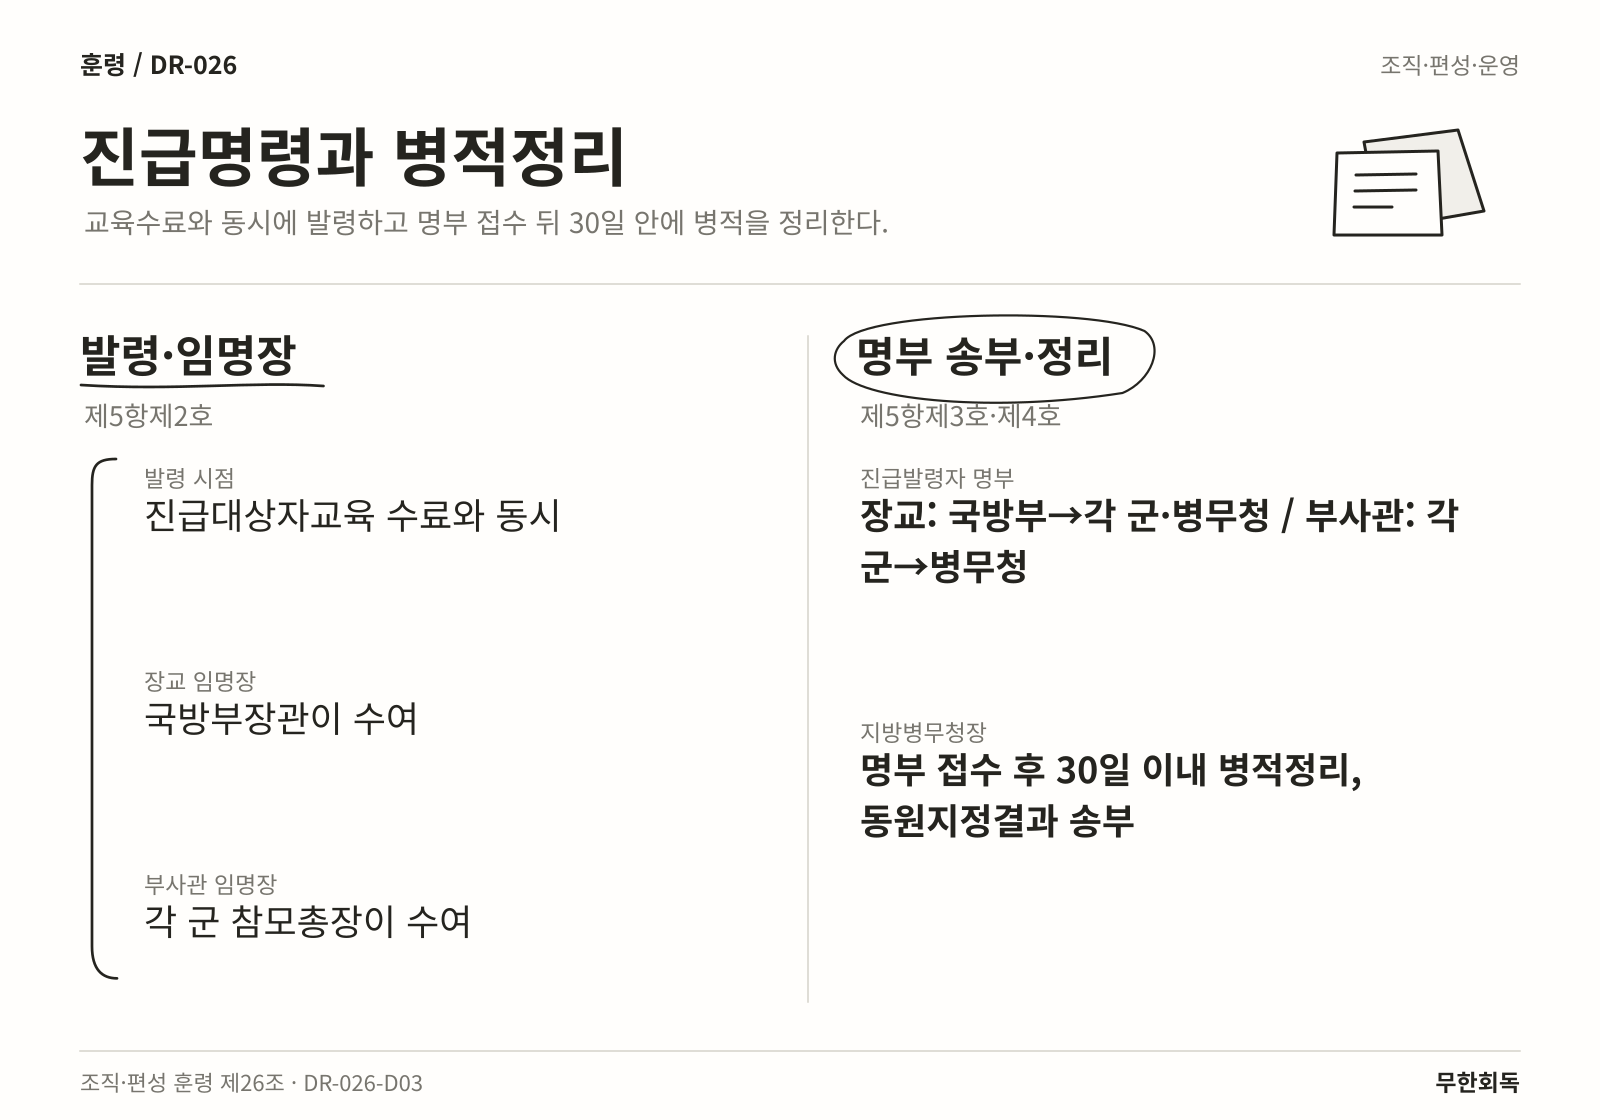 훈령 / DR-026
조직·편성·운영
진급명령과 병적정리
교육수료와 동시에 발령하고 명부 접수 뒤 30일 안에 병적을 정리한다.
발령·임명장
제5항제2호
발령 시점
진급대상자교육 수료와 동시
장교 임명장
국방부장관이 수여
부사관 임명장
각 군 참모총장이 수여
명부 송부·정리
제5항제3호·제4호
진급발령자 명부
장교: 국방부→각 군·병무청 / 부사관: 각
군→병무청
지방병무청장
명부 접수 후 30일 이내 병적정리,
동원지정결과 송부
조직·편성 훈령 제26조 · DR-026-D03
무한회독